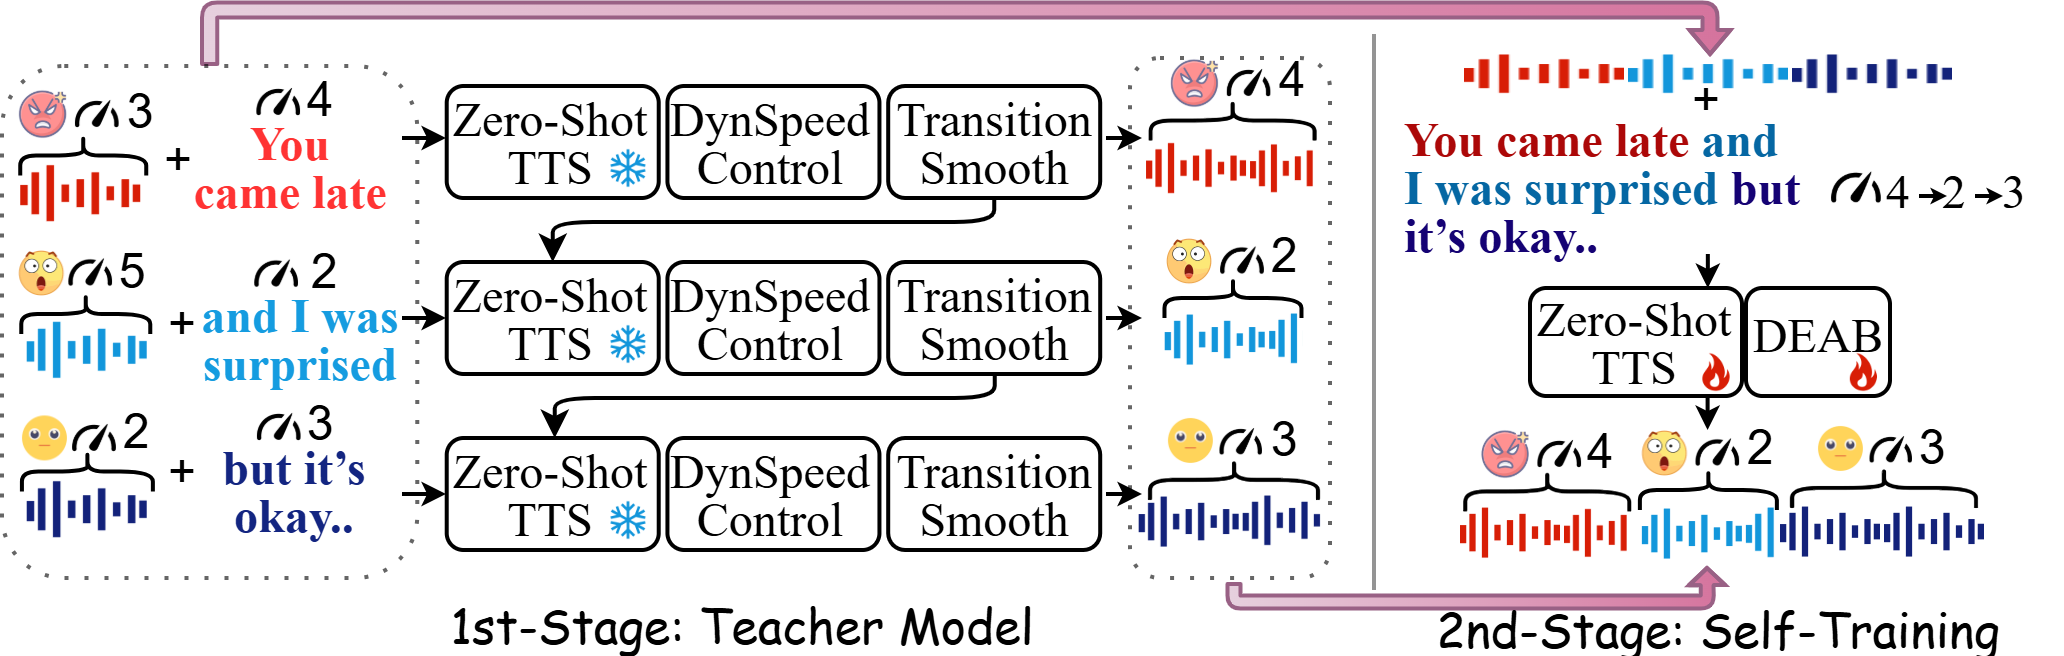 3
+
4
You
came late
Zero-Shot
TTS
DynSpeed
Control
Transition
Smooth
4
5
+
2
and I was
surprised
Zero-Shot
TTS
DynSpeed
Control
Transition
Smooth
2
2
+
3
but it's
okay..
Zero-Shot
TTS
DynSpeed
Control
Transition
Smooth
3
1st-Stage: Teacher Model
+
You came late and
I was surprised but
it's okay..
4→2→3
Zero-Shot
TTS
DEAB
4
2
3
2nd-Stage: Self-Training